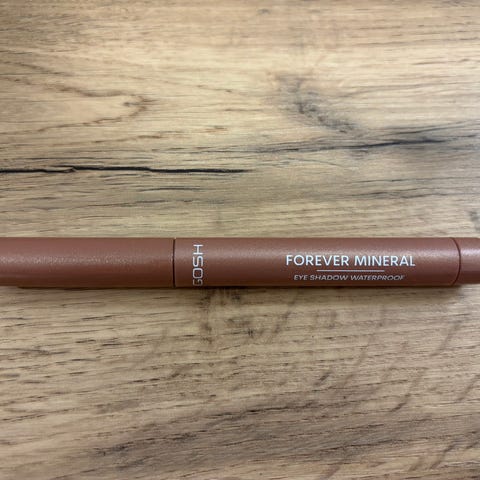 GOSH
FOREVER MINERAL
EYE SHADOW WATERPROOF